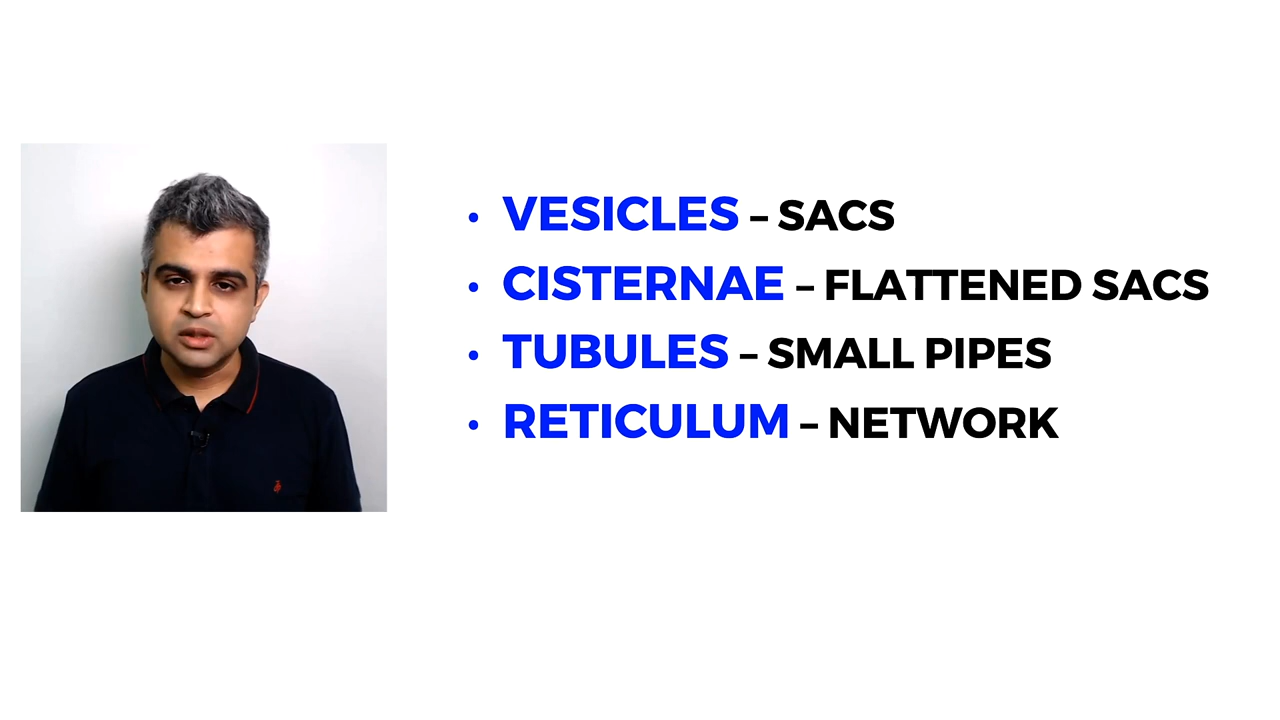 • VESICLES – SACS
• CISTERNAE – FLATTENED SACS
• TUBULES – SMALL PIPES
• RETICULUM – NETWORK